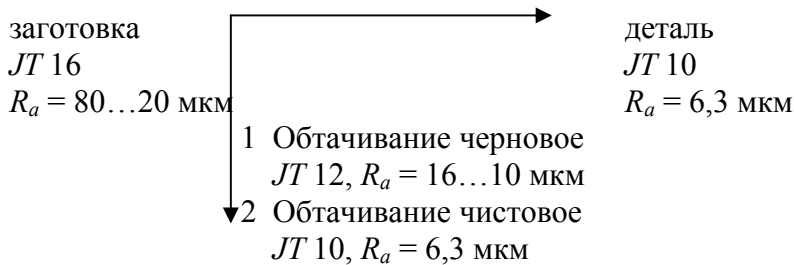 заготовка
JT 16
Ra = 80…20 мкм
деталь
JT 10
Ra = 6,3 мкм
1 Обтачивание черновое
JT 12, Ra = 16…10 мкм
2 Обтачивание чистовое
JT 10, Ra = 6,3 мкм